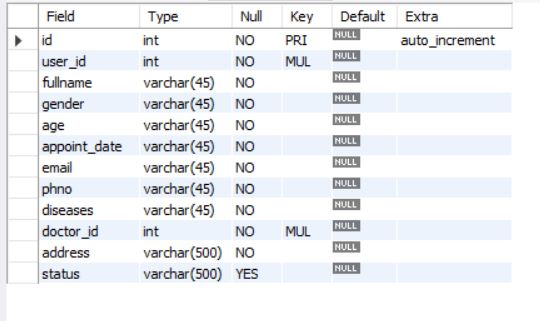 Field Type Null Key Default Extra
id int NO PRI NULL auto_increment
user_id int NO MUL NULL
fullname varchar(45) NO NULL
gender varchar(45) NO NULL
age varchar(45) NO NULL
appoint_date varchar(45) NO NULL
email varchar(45) NO NULL
phno varchar(45) NO NULL
diseases varchar(45) NO NULL
doctor_id int NO MUL NULL
address varchar(500) NO NULL
status varchar(500) YES NULL